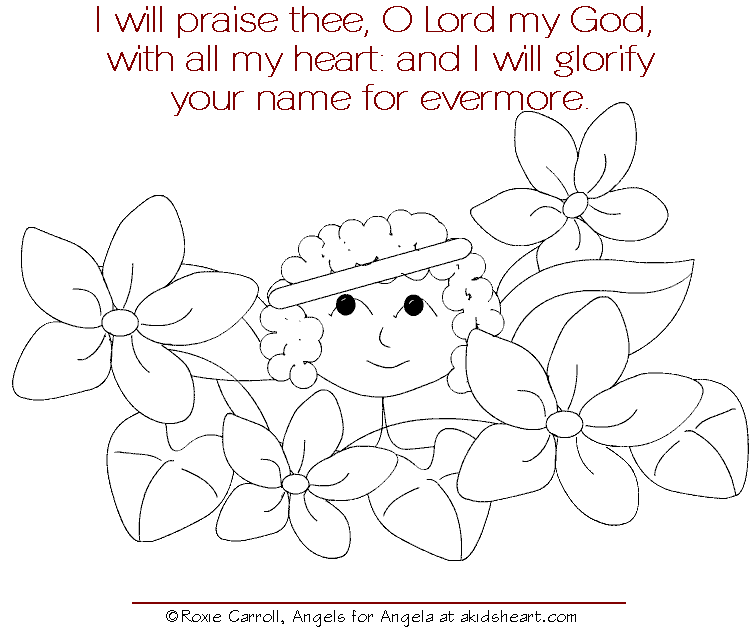 I will praise thee, O Lord my God,
with all my heart: and I will glorify
your name for evermore.
©Roxie Carroll, Angels for Angela at akidsheart.com